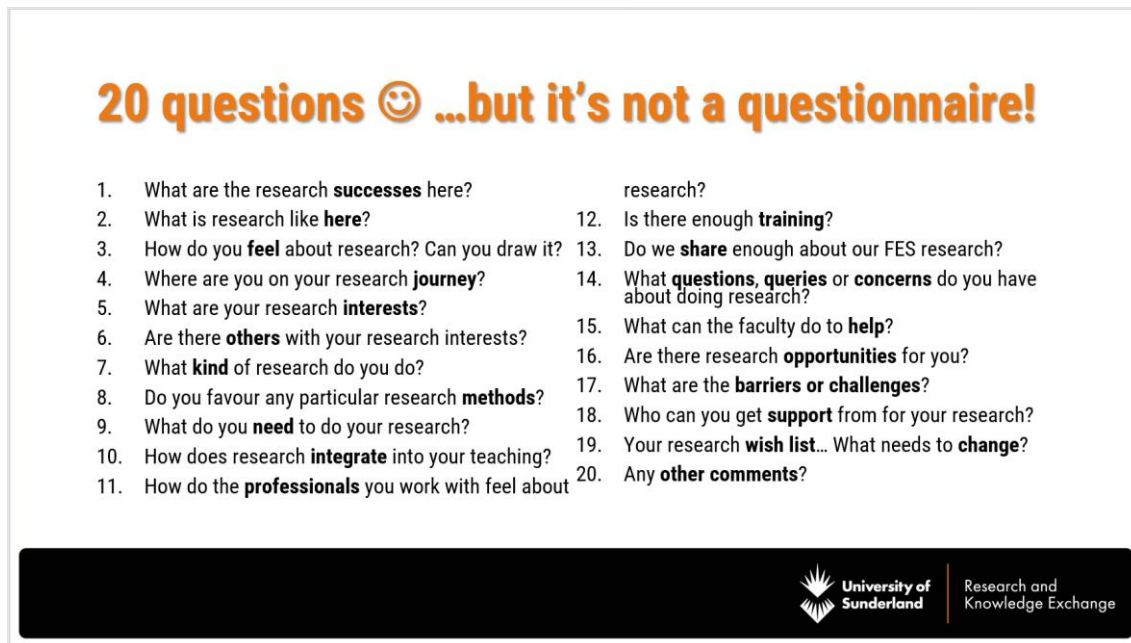 20 questions ☺ ...but it's not a questionnaire!
1. What are the research successes here?
2. What is research like here?
3. How do you feel about research? Can you draw it?
4. Where are you on your research journey?
5. What are your research interests?
6. Are there others with your research interests?
7. What kind of research do you do?
8. Do you favour any particular research methods?
9. What do you need to do your research?
10. How does research integrate into your teaching?
11. How do the professionals you work with feel about
research?
12. Is there enough training?
13. Do we share enough about our FES research?
14. What questions, queries or concerns do you have
about doing research?
15. What can the faculty do to help?
16. Are there research opportunities for you?
17. What are the barriers or challenges?
18. Who can you get support from for your research?
19. Your research wish list... What needs to change?
20. Any other comments?
University of
Sunderland
Research and
Knowledge Exchange